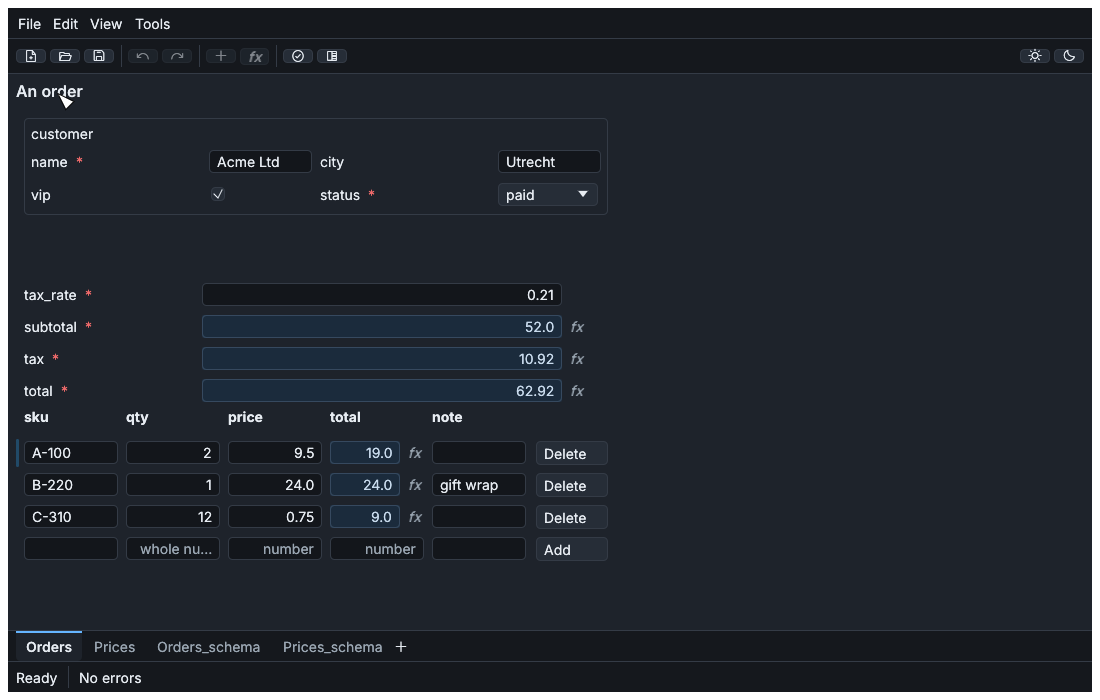 File Edit View Tools
fx
An order
customer
name * Acme Ltd city Utrecht
vip status * paid
tax_rate * 0.21
subtotal * 52.0 fx
tax * 10.92 fx
total * 62.92 fx
sku qty price total note
A-100 2 9.5 19.0 fx Delete
B-220 1 24.0 24.0 fx gift wrap Delete
C-310 12 0.75 9.0 fx Delete
whole nu... number number Add
Orders Prices Orders_schema Prices_schema +
Ready No errors